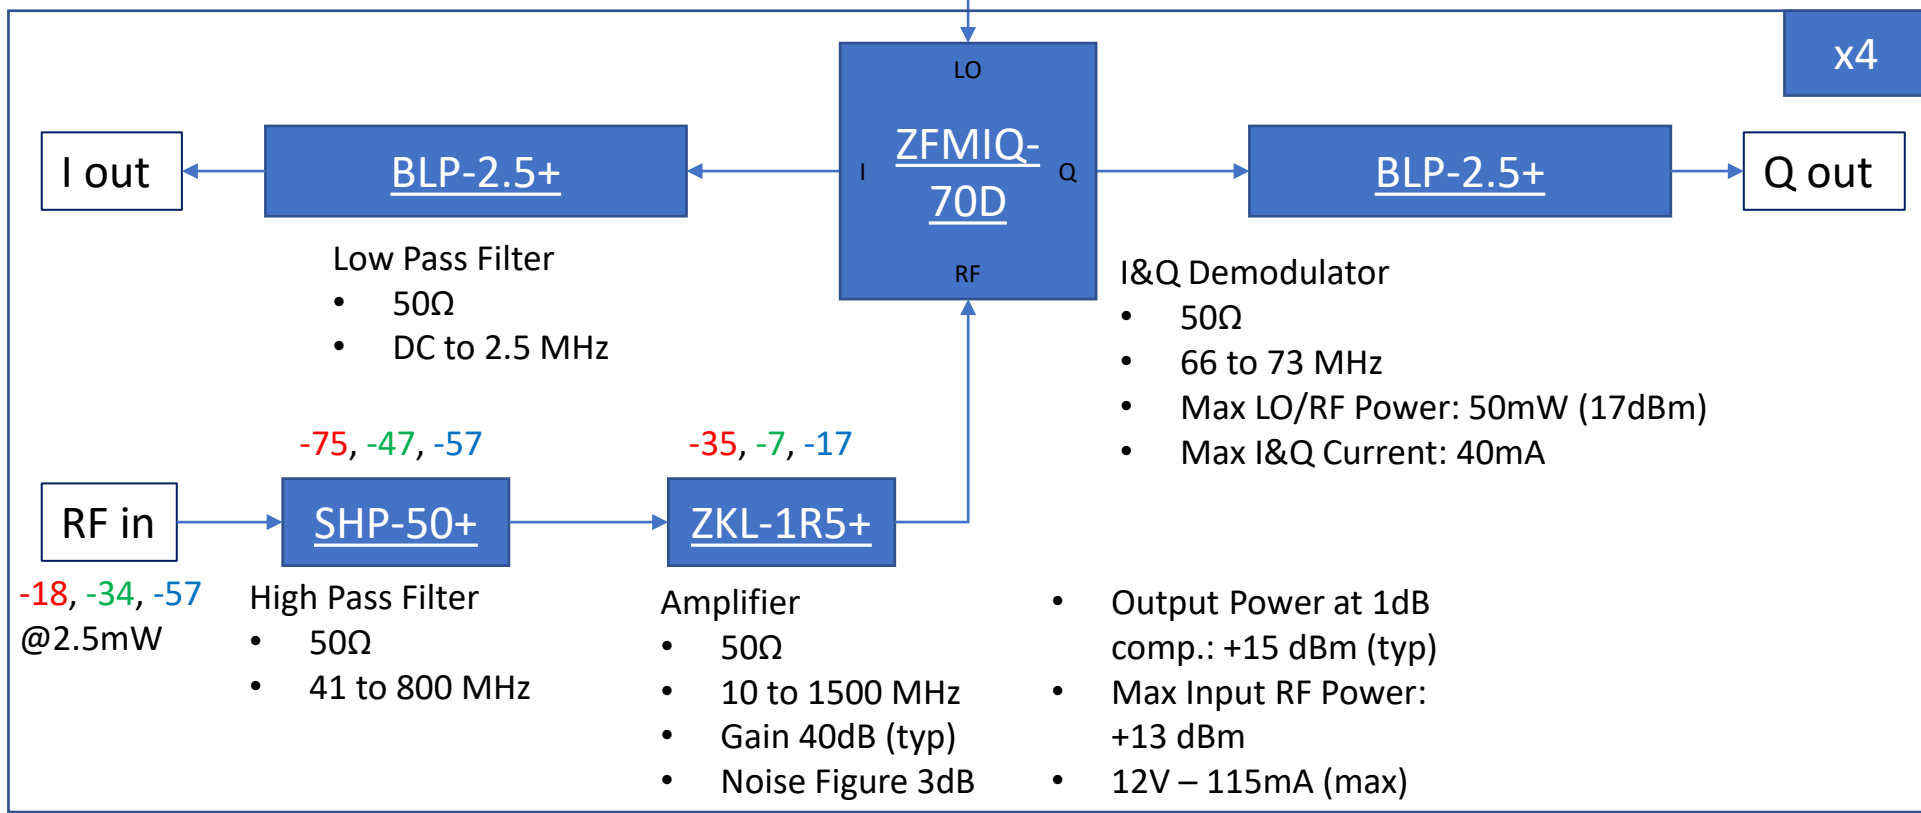 x4
LO
ZFMIQ-
70D
I
Q
RF
I out
BLP-2.5+
BLP-2.5+
Q out
Low Pass Filter
• 50Ω
• DC to 2.5 MHz
I&Q Demodulator
• 50Ω
• 66 to 73 MHz
• Max LO/RF Power: 50mW (17dBm)
• Max I&Q Current: 40mA
-75, -47, -57
-35, -7, -17
RF in
SHP-50+
ZKL-1R5+
-18, -34, -57
@2.5mW
High Pass Filter
• 50Ω
• 41 to 800 MHz
Amplifier
• 50Ω
• 10 to 1500 MHz
• Gain 40dB (typ)
• Noise Figure 3dB
• Output Power at 1dB
comp.: +15 dBm (typ)
• Max Input RF Power:
+13 dBm
• 12V – 115mA (max)